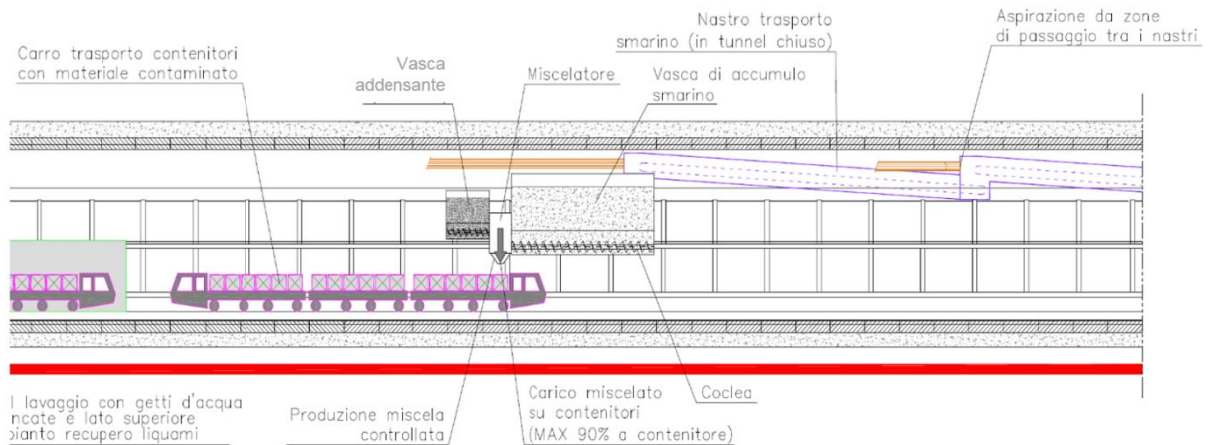 Carro trasporto contenitori
con materiale contaminato
Vasca
addensante
Miscelatore
Nastro trasporto
smarino (in tunnel chiuso)
Vasca di accumulo
smarino
Aspirazione da zone
di passaggio tra i nastri
l lavaggio con getti d'acqua
ncate e lato superiore
pianto recupero liquami
Produzione miscela
controllata
Carico miscelato
su contenitori
(MAX 90% a contenitore)
Coclea